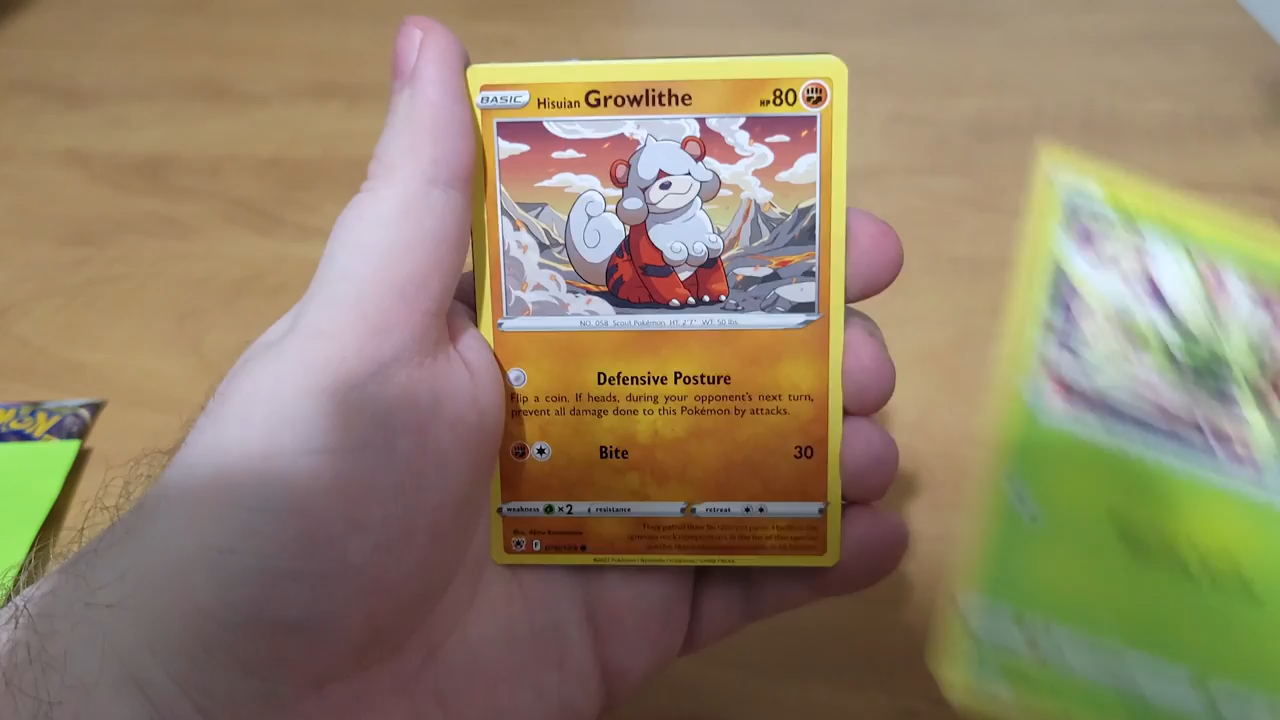 BASIC Hisuian Growlithe HP 80
NO. 058 Scout Pokémon HT: 2'7" WT: 50 lbs.
Defensive Posture
Flip a coin. If heads, during your opponent's next turn,
prevent all damage done to this Pokémon by attacks.
Bite 30
weakness ×2 resistance retreat
F